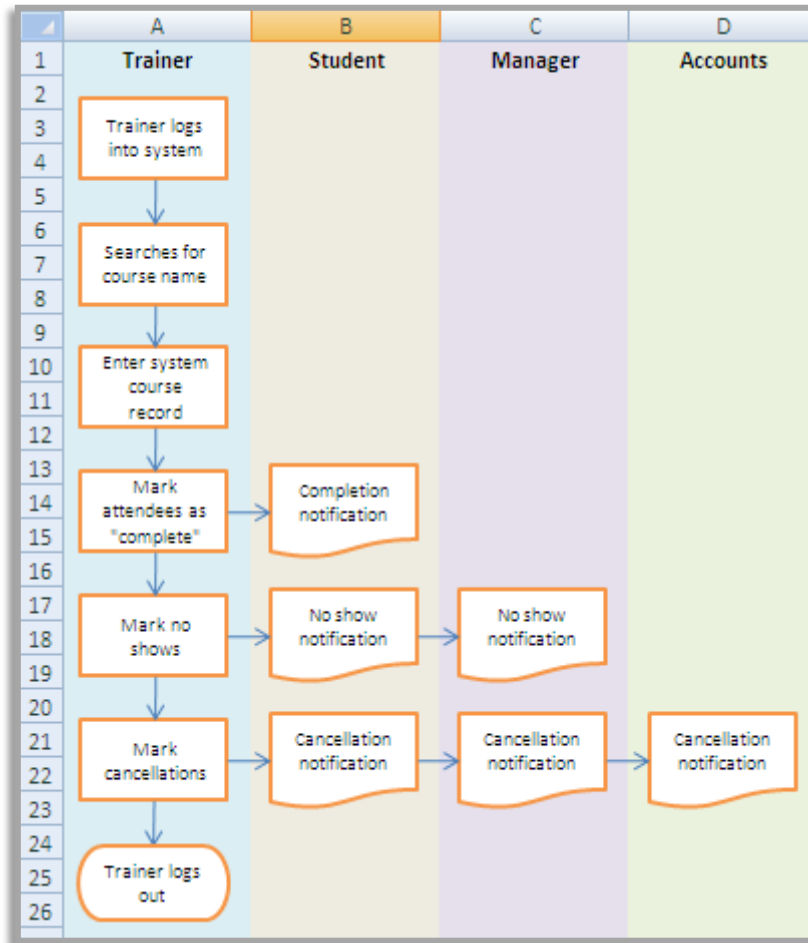 A B C D
1 Trainer Student Manager Accounts
2
3
4
5
6
7
8
9
10
11
12
13
14
15
16
17
18
19
20
21
22
23
24
25
26
Trainer logs
into system
Searches for
course name
Enter system
course
record
Mark
attendees as
"complete"
Completion
notification
Mark no
shows
No show
notification
No show
notification
Mark
cancellations
Cancellation
notification
Cancellation
notification
Cancellation
notification
Trainer logs
out